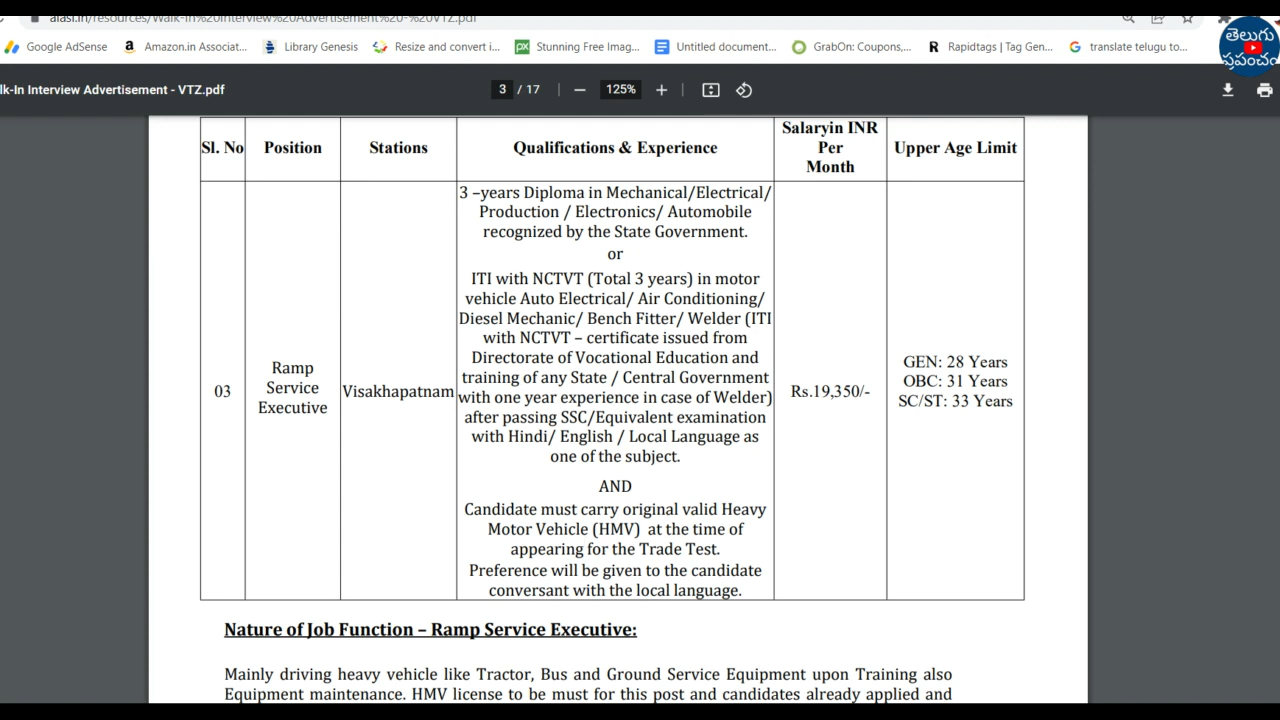 aiasl.in/resources/Walk-In%20Interview%20Advertisement%20-%20VTZ.pdf
Google AdSense
Amazon.in Associat...
Library Genesis
Resize and convert i...
Stunning Free Imag...
Untitled document...
GrabOn: Coupons,...
Rapidtags | Tag Gen...
translate telugu to...
తెలుగు
ప్రపంచం
lk-In Interview Advertisement - VTZ.pdf
3 / 17
125%
Sl. No
Position
Stations
Qualifications & Experience
Salaryin INR
Per
Month
Upper Age Limit
03
Ramp
Service
Executive
Visakhapatnam
3 –years Diploma in Mechanical/Electrical/
Production / Electronics/ Automobile
recognized by the State Government.
or
ITI with NCTVT (Total 3 years) in motor
vehicle Auto Electrical/ Air Conditioning/
Diesel Mechanic/ Bench Fitter/ Welder (ITI
with NCTVT – certificate issued from
Directorate of Vocational Education and
training of any State / Central Government
with one year experience in case of Welder)
after passing SSC/Equivalent examination
with Hindi/ English / Local Language as
one of the subject.
AND
Candidate must carry original valid Heavy
Motor Vehicle (HMV) at the time of
appearing for the Trade Test.
Preference will be given to the candidate
conversant with the local language.
Rs.19,350/-
GEN: 28 Years
OBC: 31 Years
SC/ST: 33 Years
Nature of Job Function – Ramp Service Executive:
Mainly driving heavy vehicle like Tractor, Bus and Ground Service Equipment upon Training also
Equipment maintenance. HMV license to be must for this post and candidates already applied and